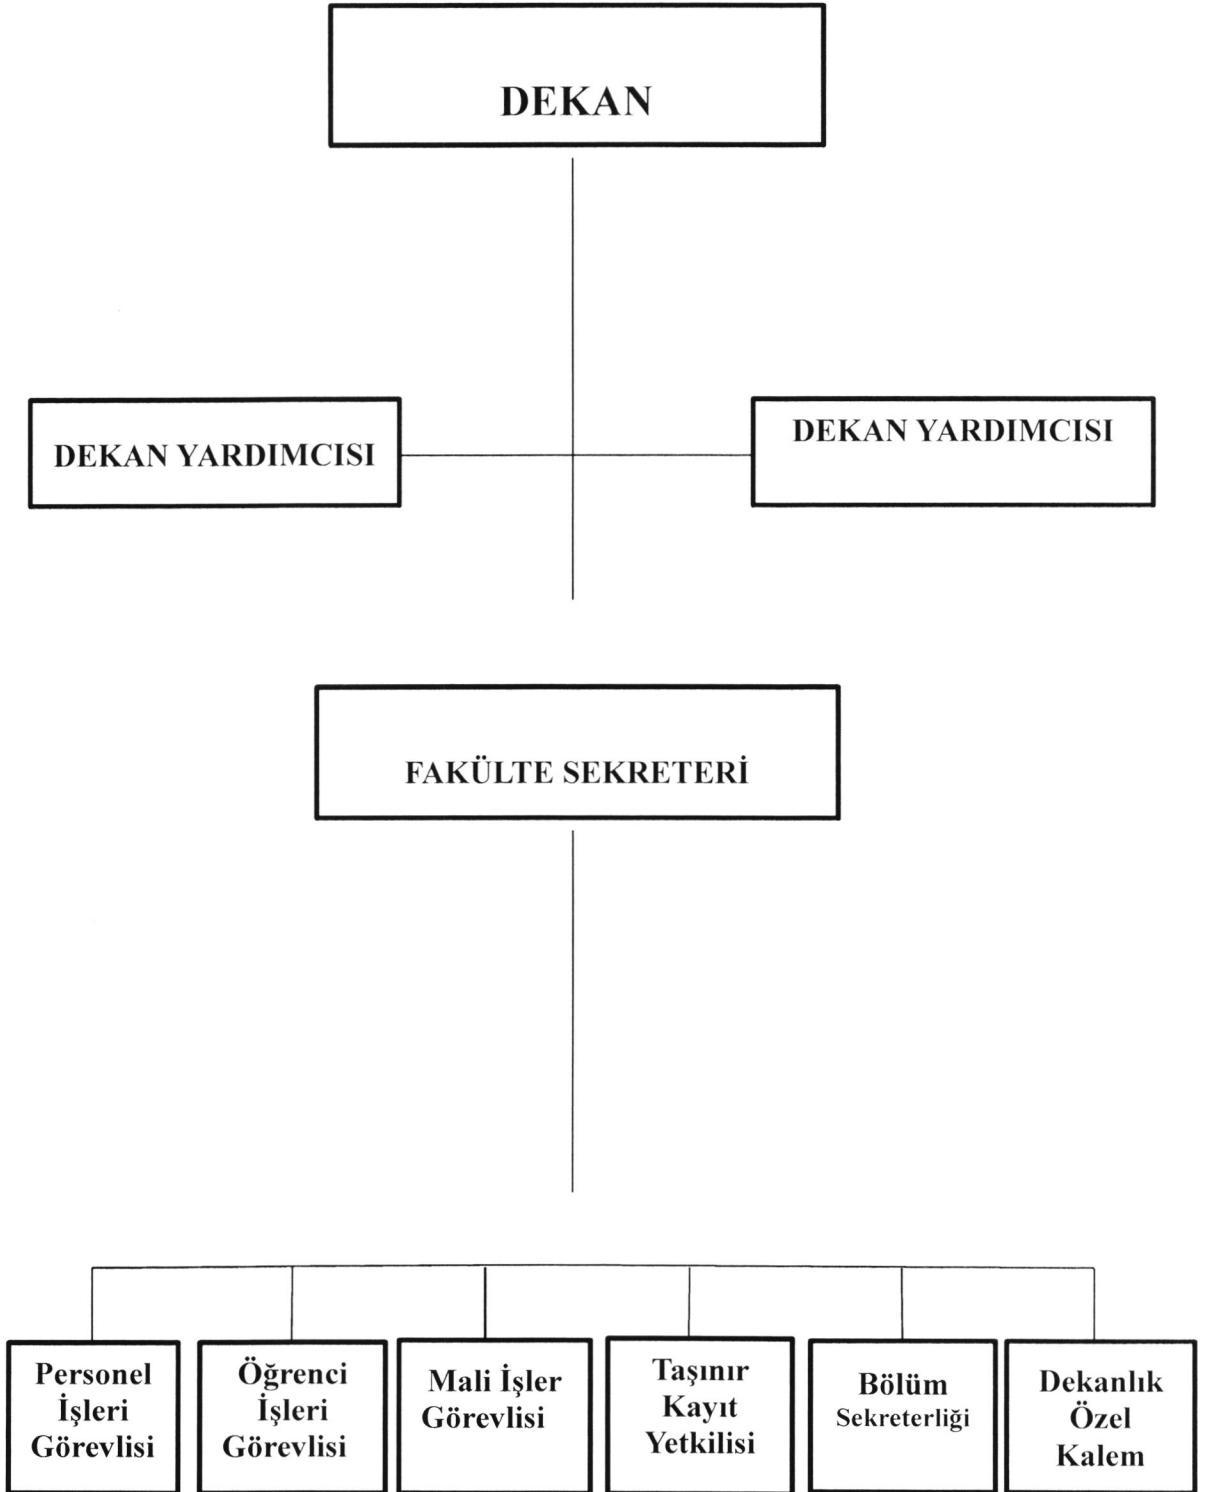 DEKAN
DEKAN YARDIMCISI
DEKAN YARDIMCISI
FAKÜLTE SEKRETERİ
Personel
İşleri
Görevlisi
Öğrenci
İşleri
Görevlisi
Mali İşler
Görevlisi
Taşınır
Kayıt
Yetkilisi
Bölüm
Sekreterliği
Dekanlık
Özel
Kalem